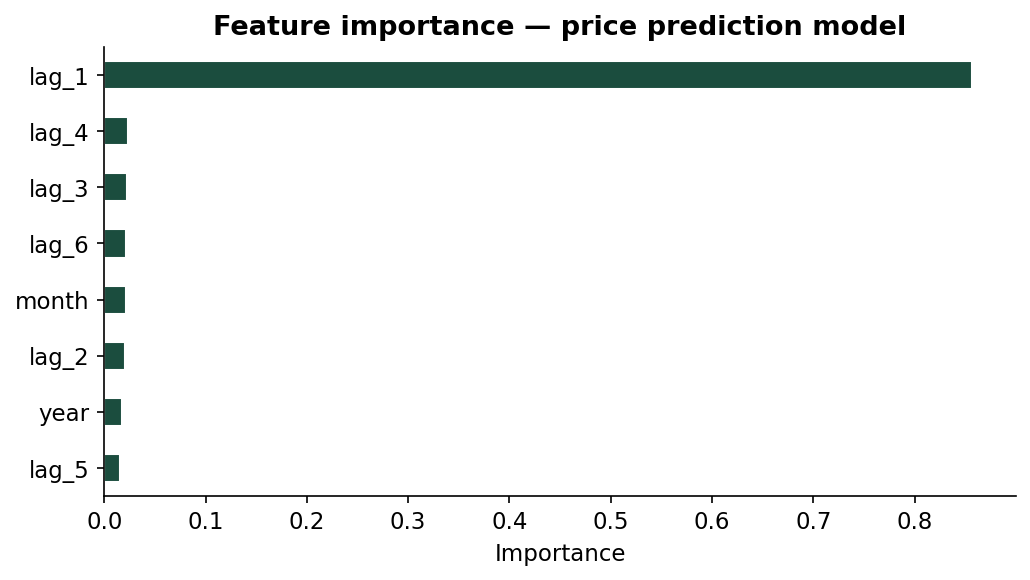 Feature importance — price prediction model
lag_1
lag_4
lag_3
lag_6
month
lag_2
year
lag_5
0.0 0.1 0.2 0.3 0.4 0.5 0.6 0.7 0.8
Importance